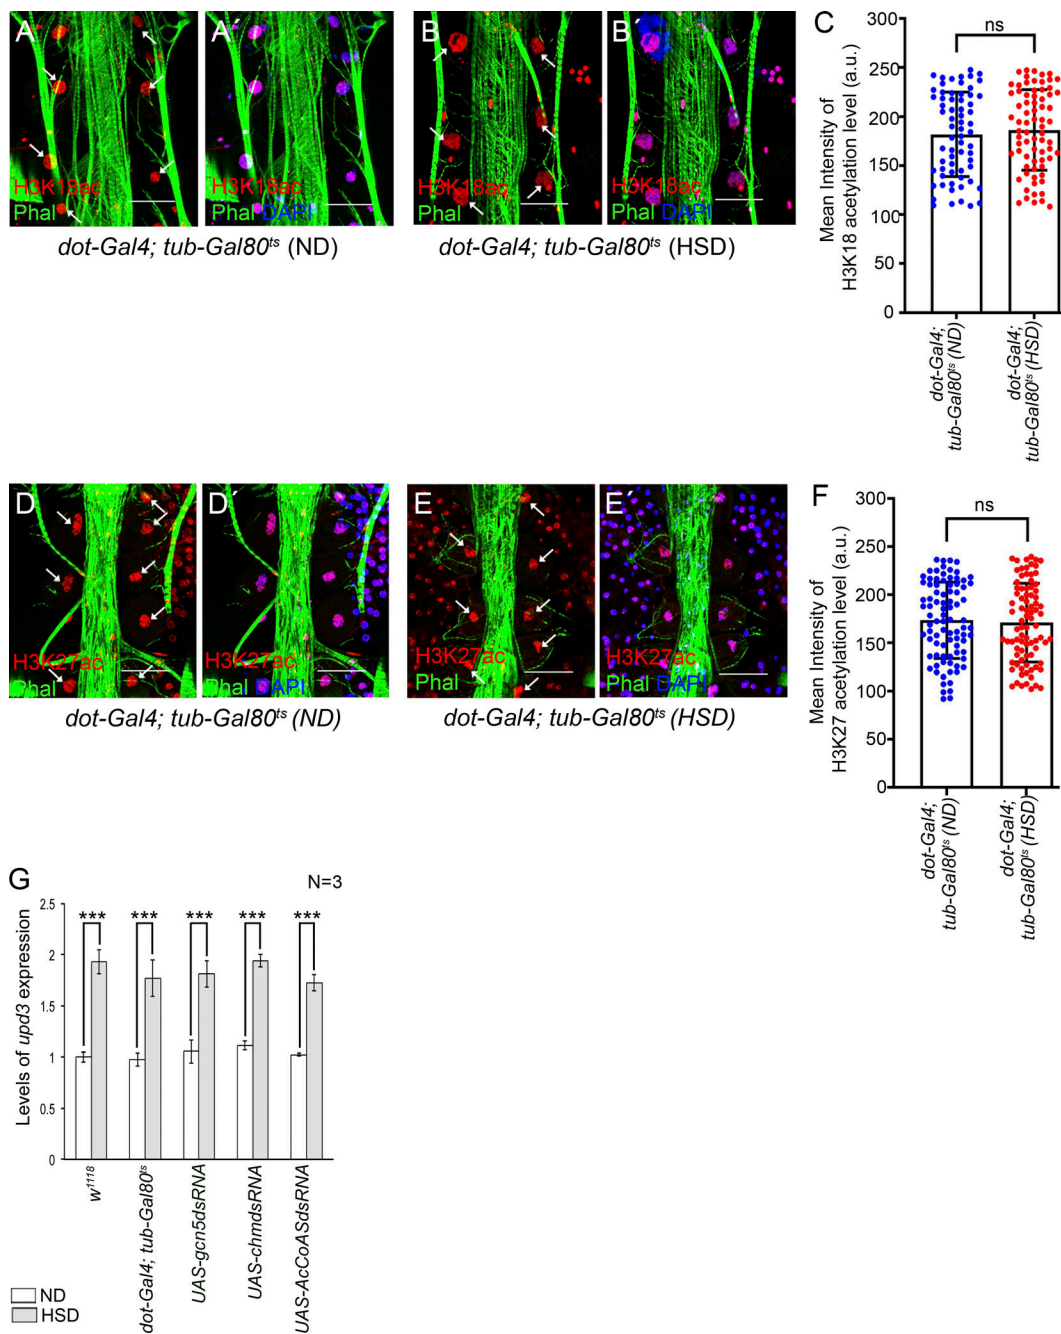 A
H3K18ac
Phal
A′
H3K18ac
Phal DAPI
dot-Gal4; tub-Gal80ts (ND)
B
H3K18ac
Phal
B′
H3K18ac
Phal DAPI
dot-Gal4; tub-Gal80ts (HSD)
C
Mean Intensity of
H3K18 acetylation level (a.u.)
300
250
200
150
100
50
0
ns
dot-Gal4;
tub-Gal80ts (ND)
dot-Gal4;
tub-Gal80ts (HSD)
D
H3K27ac
Phal
D′
H3K27ac
Phal DAPI
dot-Gal4; tub-Gal80ts (ND)
E
H3K27ac
Phal
E′
H3K27ac
Phal DAPI
dot-Gal4; tub-Gal80ts (HSD)
F
Mean Intensity of
H3K27 acetylation level (a.u.)
300
250
200
150
100
50
0
ns
dot-Gal4;
tub-Gal80ts (ND)
dot-Gal4;
tub-Gal80ts (HSD)
G
N=3
Levels of upd3 expression
2.5
2
1.5
1
0.5
0
*** *** *** *** ***
w1118
dot-Gal4; tub-Gal80ts
UAS-gcn5dsRNA
UAS-chmdsRNA
UAS-AcCoASdsRNA
ND
HSD